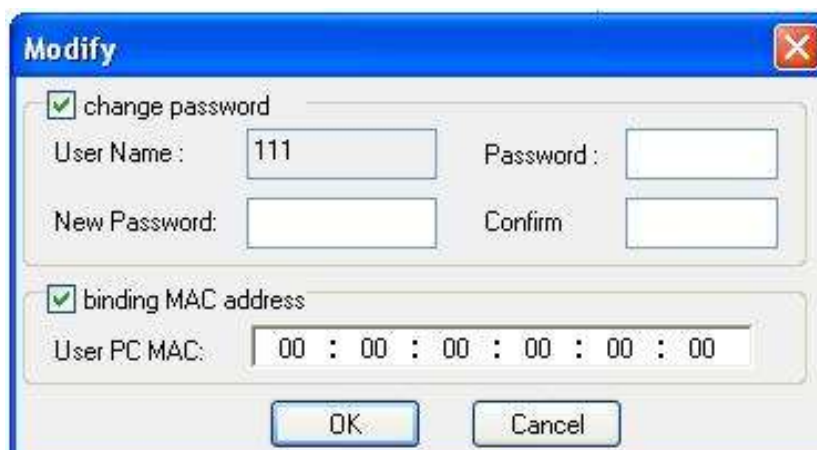 Modify
change password
User Name : 111 Password :
New Password: Confirm
binding MAC address
User PC MAC: 00 : 00 : 00 : 00 : 00 : 00
OK Cancel